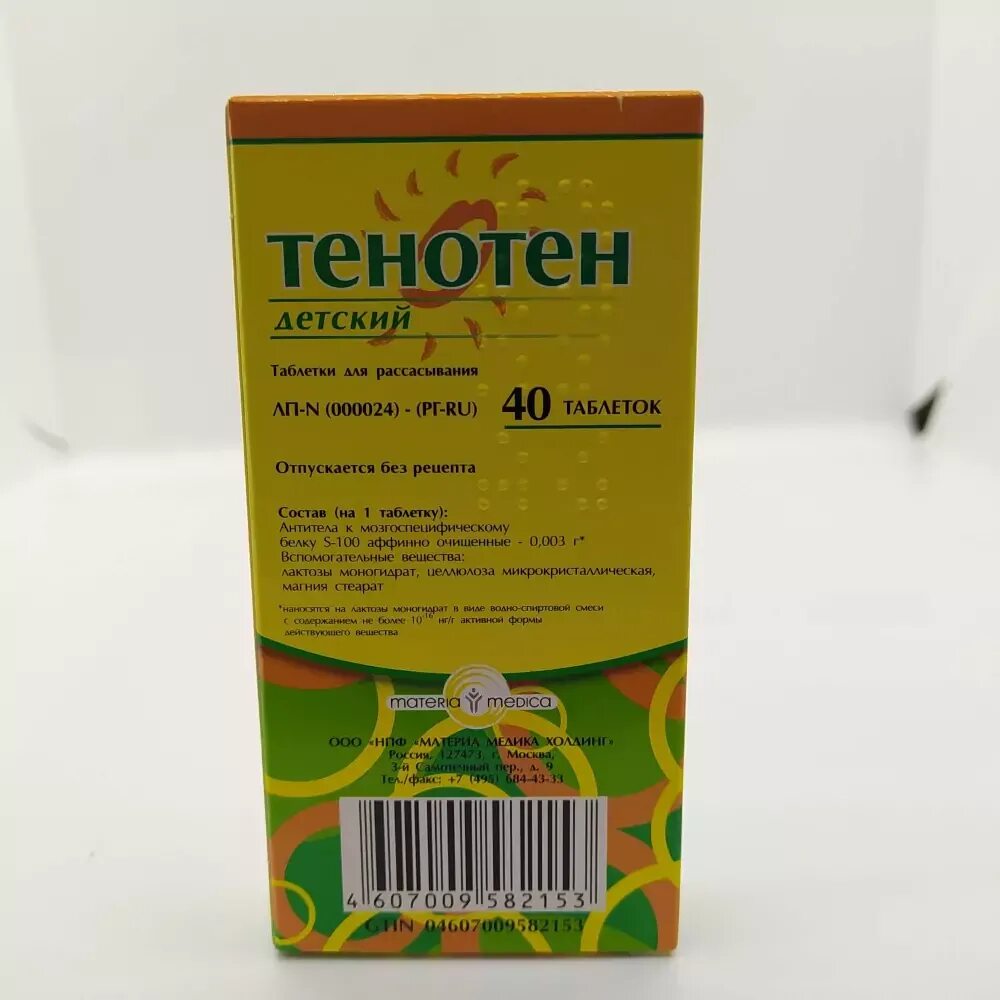 ТЕНОТЕН
детский
Таблетки для рассасывания
ЛП-N (000024) - (РГ-RU) 40 ТАБЛЕТОК
Отпускается без рецепта
Состав (на 1 таблетку):
Антитела к мозгоспецифическому
белку S-100 аффинно очищенные - 0,003 г*
Вспомогательные вещества:
лактозы моногидрат, целлюлоза микрокристаллическая,
магния стеарат
*наносятся на лактозы моногидрат в виде водно-спиртовой смеси
с содержанием не более 10⁻¹⁶ нг/г активной формы
действующего вещества
materia medica
ООО «НПФ «МАТЕРИА МЕДИКА ХОЛДИНГ»
Россия, 127473, г. Москва,
3-й Самотечный пер., д. 9
Тел./факс: +7 (495) 684-43-33
4 607009 582153
GTIN 04607009582153